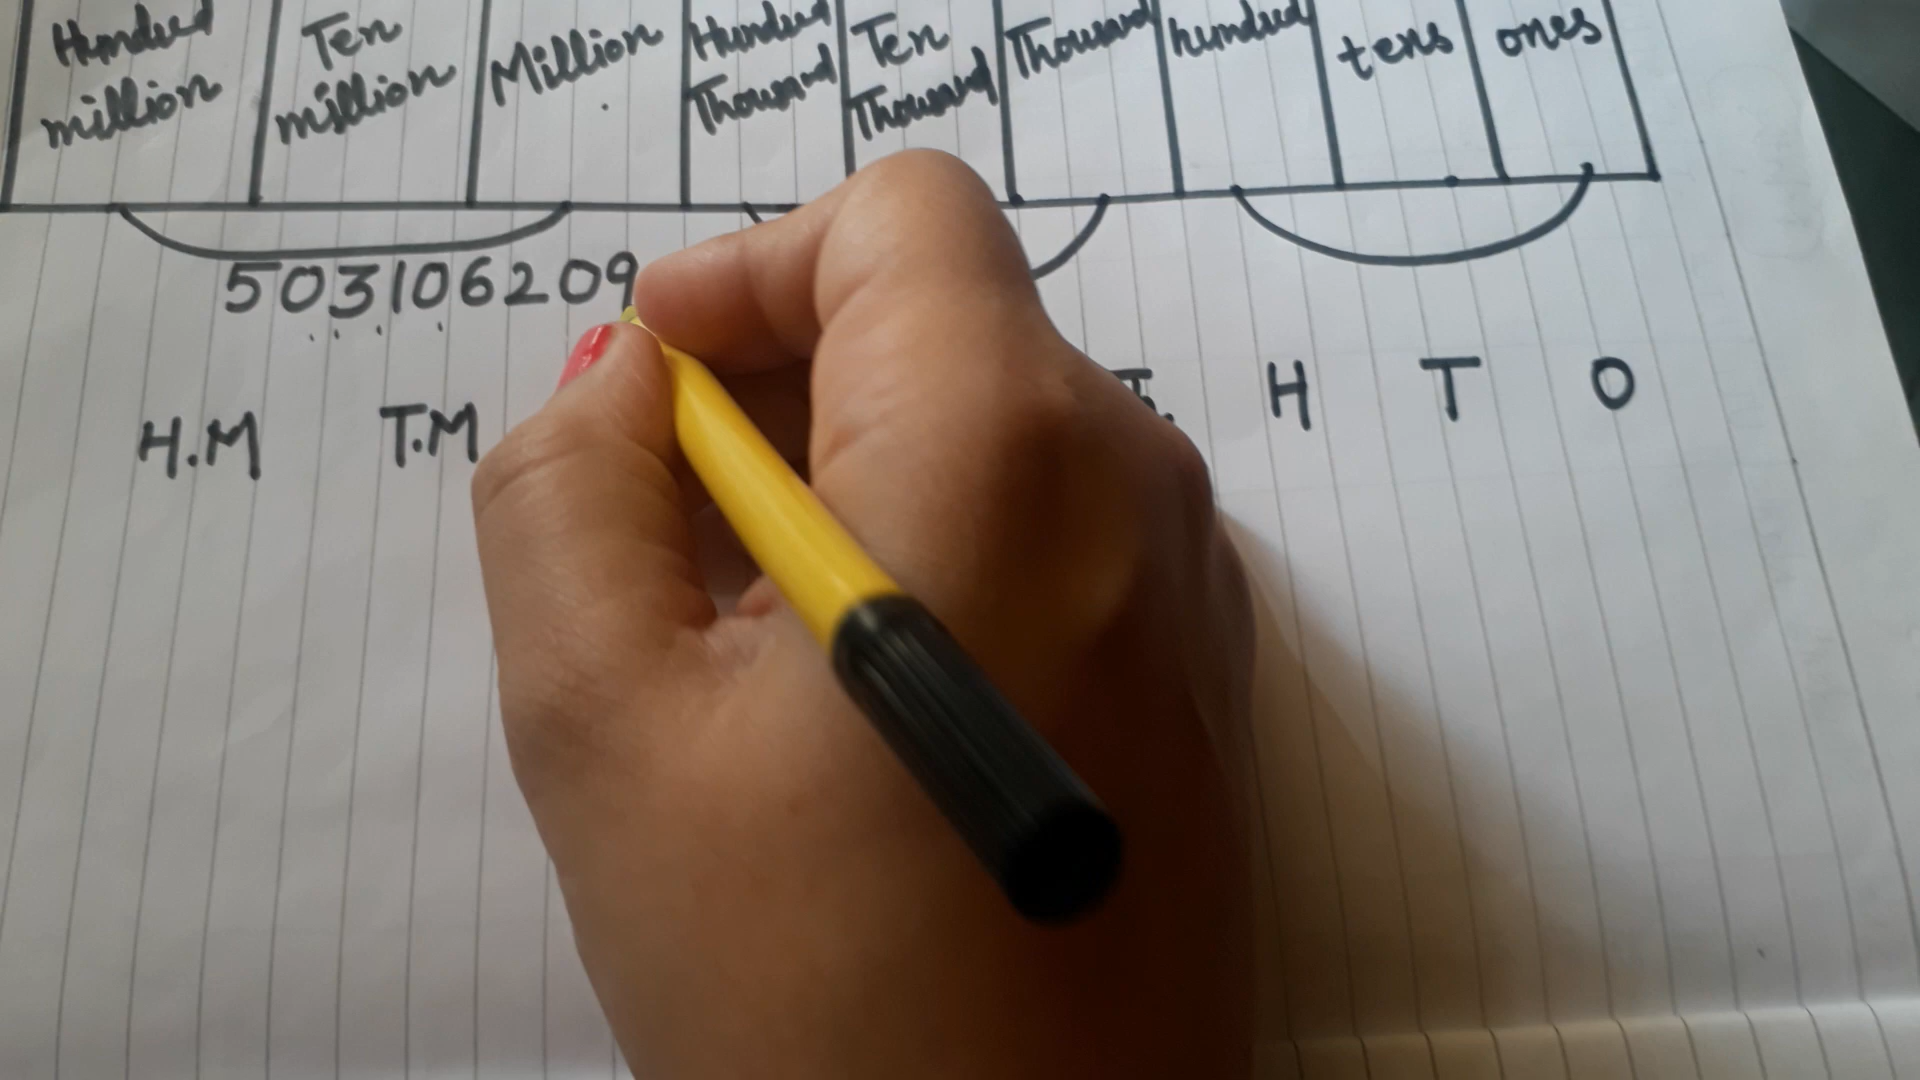 Hundred million Ten million Million Hundred Thousand Ten Thousand Thousand hundred tens ones
503106209
H.M T.M H T O